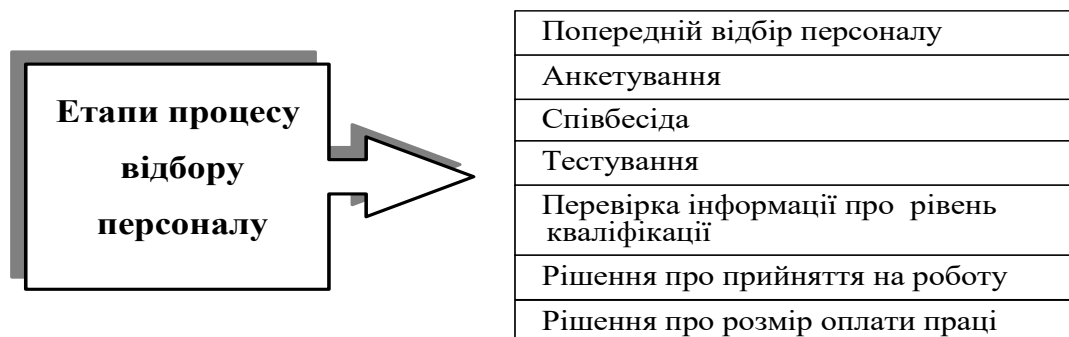 Етапи процесу
відбору
персоналу
Попередній відбір персоналу
Анкетування
Співбесіда
Тестування
Перевірка інформації про рівень
кваліфікації
Рішення про прийняття на роботу
Рішення про розмір оплати праці